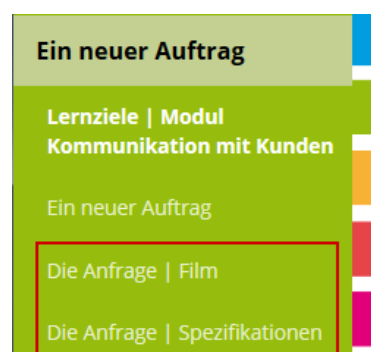 Ein neuer Auftrag
Lernziele | Modul
Kommunikation mit Kunden
Ein neuer Auftrag
Die Anfrage | Film
Die Anfrage | Spezifikationen